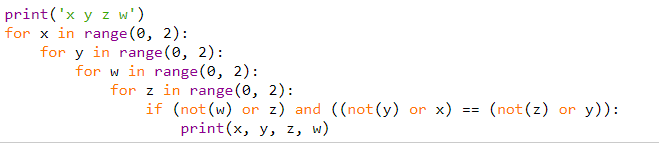 print('x y z w')
for x in range(0, 2):
    for y in range(0, 2):
        for w in range(0, 2):
            for z in range(0, 2):
                if (not(w) or z) and ((not(y) or x) == (not(z) or y)):
                    print(x, y, z, w)